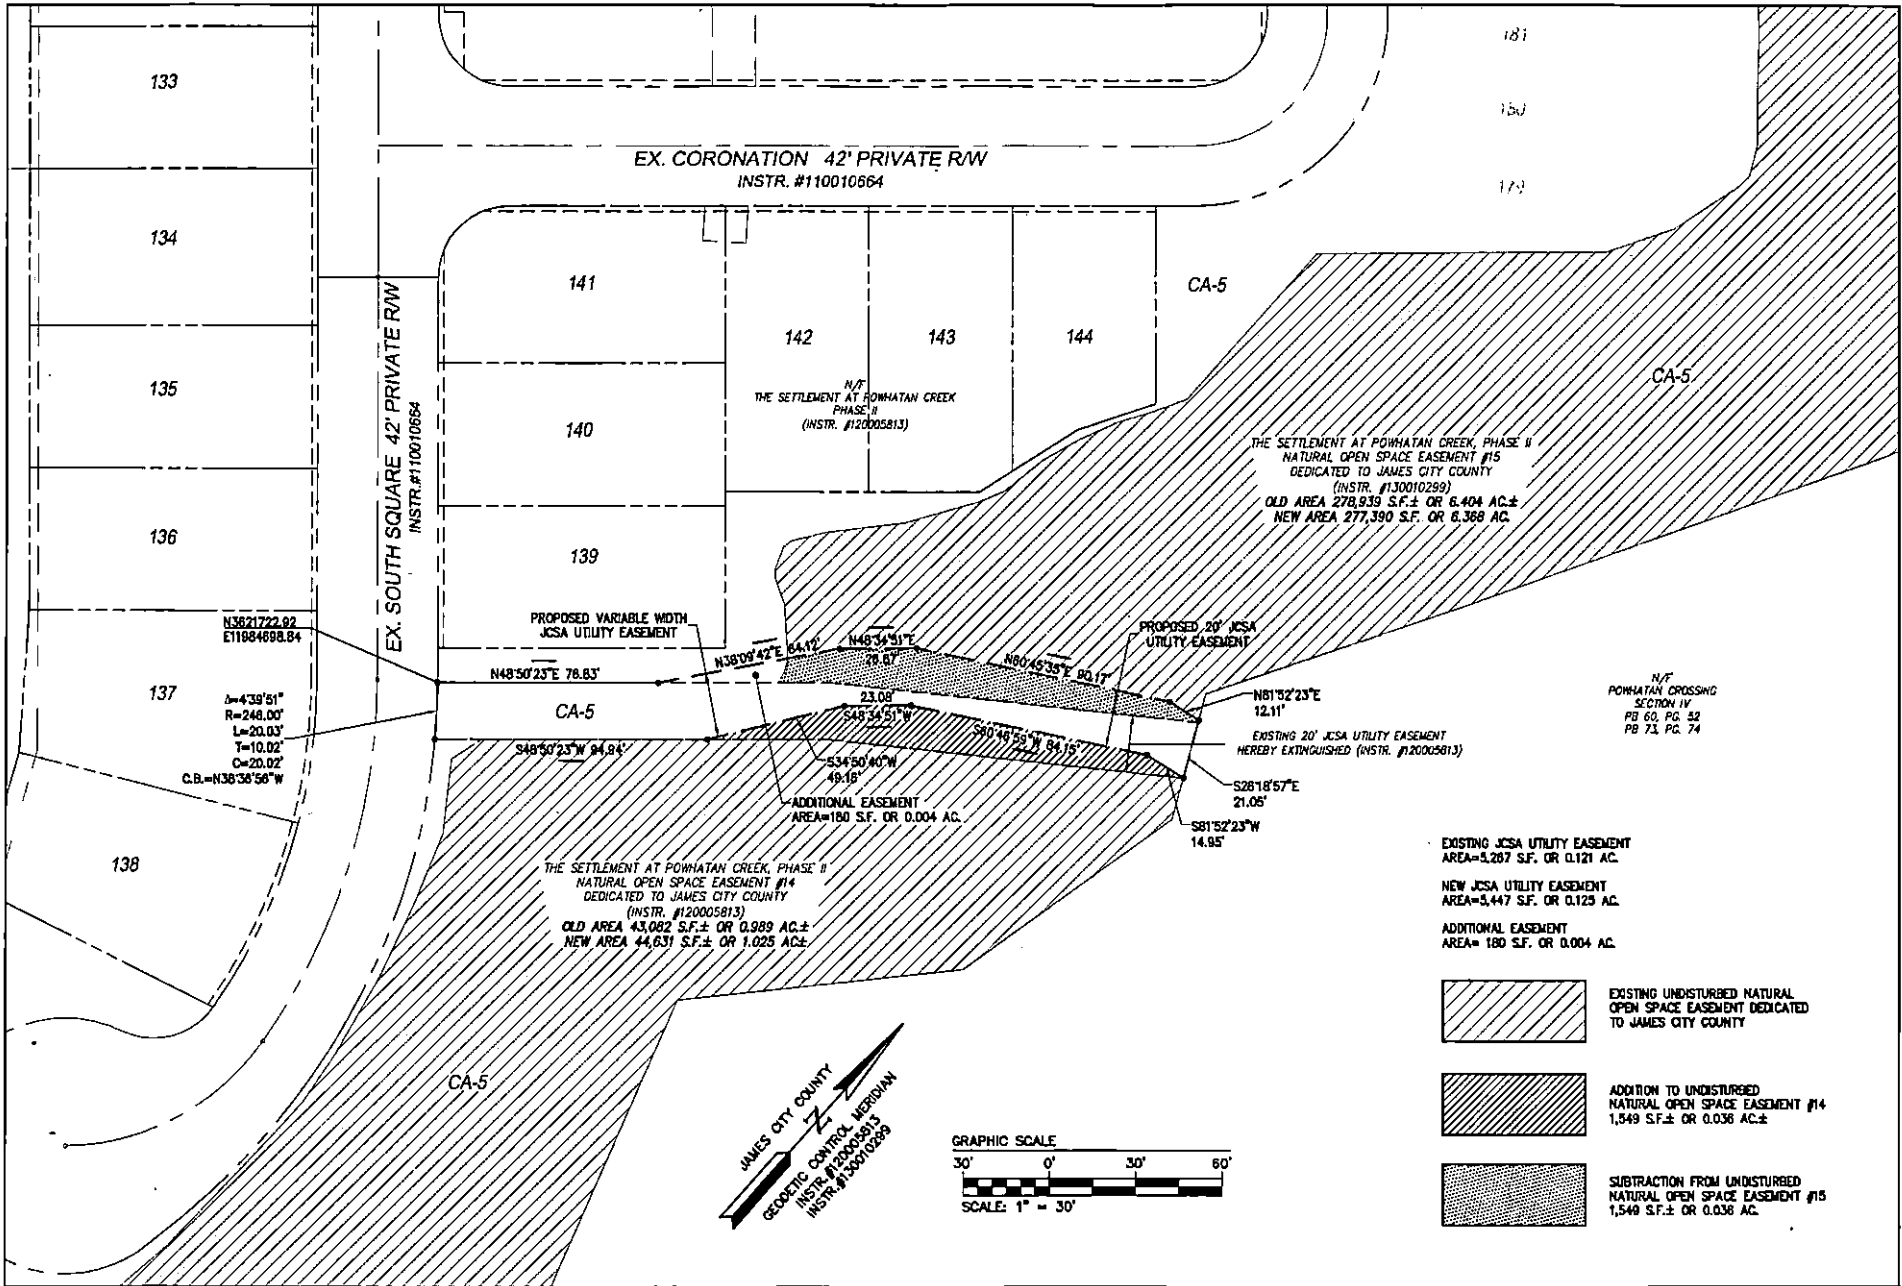 133
134
135
136
137
138
181
180
179
EX. CORONATION 42' PRIVATE R/W
INSTR. #110010664
EX. SOUTH SQUARE 42' PRIVATE R/W
INSTR.#110010664
141
140
139
142
143
144
CA-5
CA-5
N/F
THE SETTLEMENT AT POWHATAN CREEK
PHASE II
(INSTR. #120005813)
THE SETTLEMENT AT POWHATAN CREEK, PHASE II
NATURAL OPEN SPACE EASEMENT #15
DEDICATED TO JAMES CITY COUNTY
(INSTR. #130010299)
OLD AREA 278,939 S.F.± OR 6.404 AC.±
NEW AREA 277,390 S.F. OR 6.368 AC.
N3621722.92
E11984698.84
PROPOSED VARIABLE WIDTH
JCSA UTILITY EASEMENT
PROPOSED 20' JCSA
UTILITY EASEMENT
N48°50'23"E 76.83'
N38°09'42"E 64.12'
N48°34'51"E
26.67'
N60°45'35"E 90.17'
N81°52'23"E
12.11'
Δ=4°39'51"
R=246.00'
L=20.03'
T=10.02'
C=20.02'
C.B.=N38°36'56"W
CA-5
23.08'
S48°34'51"W
S48°50'23"W 94.94'
S34°50'40"W
49.16'
S60°46'59"W 84.15'
EXISTING 20' JCSA UTILITY EASEMENT
HEREBY EXTINGUISHED (INSTR. #120005813)
S28°18'57"E
21.05'
S81°52'23"W
14.95'
ADDITIONAL EASEMENT
AREA=180 S.F. OR 0.004 AC.
N/F
POWHATAN CROSSING
SECTION IV
PB 60, PG. 52
PB 73, PG. 74
THE SETTLEMENT AT POWHATAN CREEK, PHASE II
NATURAL OPEN SPACE EASEMENT #14
DEDICATED TO JAMES CITY COUNTY
(INSTR. #120005813)
OLD AREA 43,082 S.F.± OR 0.989 AC.±
NEW AREA 44,631 S.F.± OR 1.025 AC±
CA-5
EXISTING JCSA UTILITY EASEMENT
AREA=5,267 S.F. OR 0.121 AC.
NEW JCSA UTILITY EASEMENT
AREA=5,447 S.F. OR 0.125 AC.
ADDITIONAL EASEMENT
AREA= 180 S.F. OR 0.004 AC.
EXISTING UNDISTURBED NATURAL
OPEN SPACE EASEMENT DEDICATED
TO JAMES CITY COUNTY
ADDITION TO UNDISTURBED
NATURAL OPEN SPACE EASEMENT #14
1,549 S.F.± OR 0.036 AC.±
SUBTRACTION FROM UNDISTURBED
NATURAL OPEN SPACE EASEMENT #15
1,549 S.F.± OR 0.036 AC.
JAMES CITY COUNTY
N
GEODETIC CONTROL MERIDIAN
INSTR.#120005813
INSTR.#130010299
GRAPHIC SCALE
30' 0' 30' 60'
SCALE: 1" = 30'